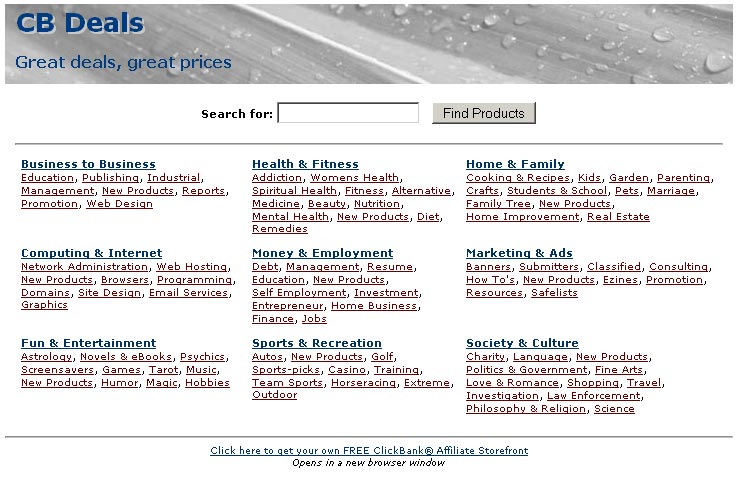 CB Deals
Great deals, great prices
Search for: Find Products
Business to Business
Education, Publishing, Industrial,
Management, New Products, Reports,
Promotion, Web Design
Health & Fitness
Addiction, Womens Health,
Spiritual Health, Fitness, Alternative,
Medicine, Beauty, Nutrition,
Mental Health, New Products, Diet,
Remedies
Home & Family
Cooking & Recipes, Kids, Garden, Parenting,
Crafts, Students & School, Pets, Marriage,
Family Tree, New Products,
Home Improvement, Real Estate
Computing & Internet
Network Administration, Web Hosting,
New Products, Browsers, Programming,
Domains, Site Design, Email Services,
Graphics
Money & Employment
Debt, Management, Resume,
Education, New Products,
Self Employment, Investment,
Entrepreneur, Home Business,
Finance, Jobs
Marketing & Ads
Banners, Submitters, Classified, Consulting,
How To's, New Products, Ezines, Promotion,
Resources, Safelists
Fun & Entertainment
Astrology, Novels & eBooks, Psychics,
Screensavers, Games, Tarot, Music,
New Products, Humor, Magic, Hobbies
Sports & Recreation
Autos, New Products, Golf,
Sports-picks, Casino, Training,
Team Sports, Horseracing, Extreme,
Outdoor
Society & Culture
Charity, Language, New Products,
Politics & Government, Fine Arts,
Love & Romance, Shopping, Travel,
Investigation, Law Enforcement,
Philosophy & Religion, Science
Click here to get your own FREE ClickBank® Affiliate Storefront
Opens in a new browser window